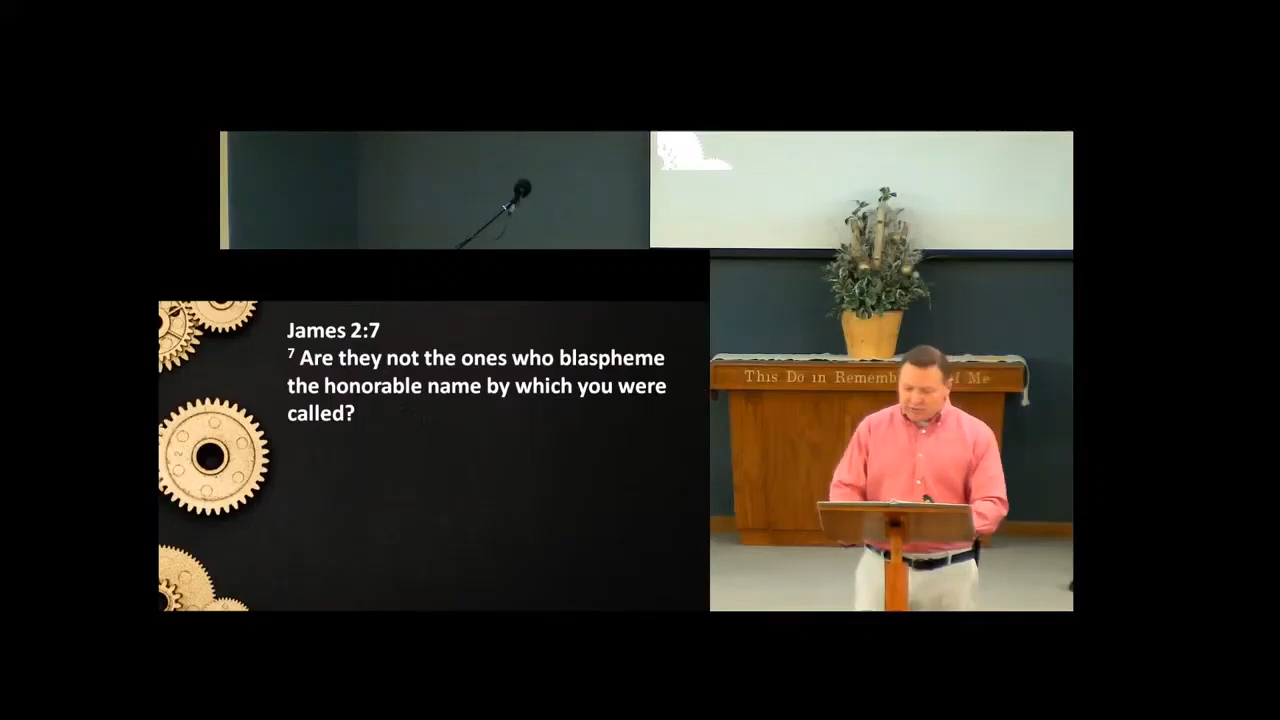 James 2:7
7 Are they not the ones who blaspheme
the honorable name by which you were
called?
This Do in Rememb Me